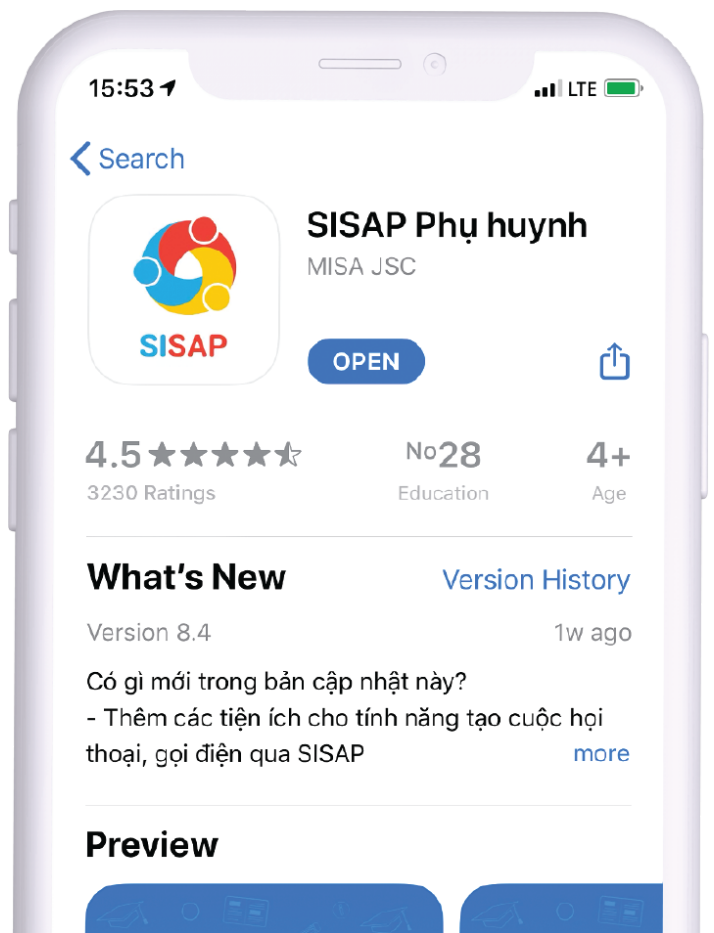 15:53
LTE
Search
SISAP
SISAP Phụ huynh
MISA JSC
OPEN
4.5
No28
4+
3230 Ratings
Education
Age
What's New
Version History
Version 8.4
1w ago
Có gì mới trong bản cập nhật này?
- Thêm các tiện ích cho tính năng tạo cuộc hội
thoại, gọi điện qua SISAP
more
Preview